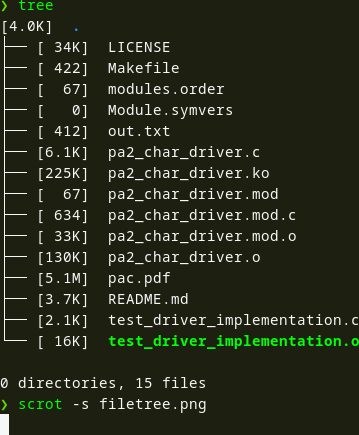 ❯ tree
[4.0K]  .
├── [ 34K]  LICENSE
├── [ 422]  Makefile
├── [  67]  modules.order
├── [   0]  Module.symvers
├── [ 412]  out.txt
├── [6.1K]  pa2_char_driver.c
├── [225K]  pa2_char_driver.ko
├── [  67]  pa2_char_driver.mod
├── [ 634]  pa2_char_driver.mod.c
├── [ 33K]  pa2_char_driver.mod.o
├── [130K]  pa2_char_driver.o
├── [5.1M]  pac.pdf
├── [3.7K]  README.md
├── [2.1K]  test_driver_implementation.c
└── [ 16K]  test_driver_implementation.o
0 directories, 15 files
❯ scrot -s filetree.png